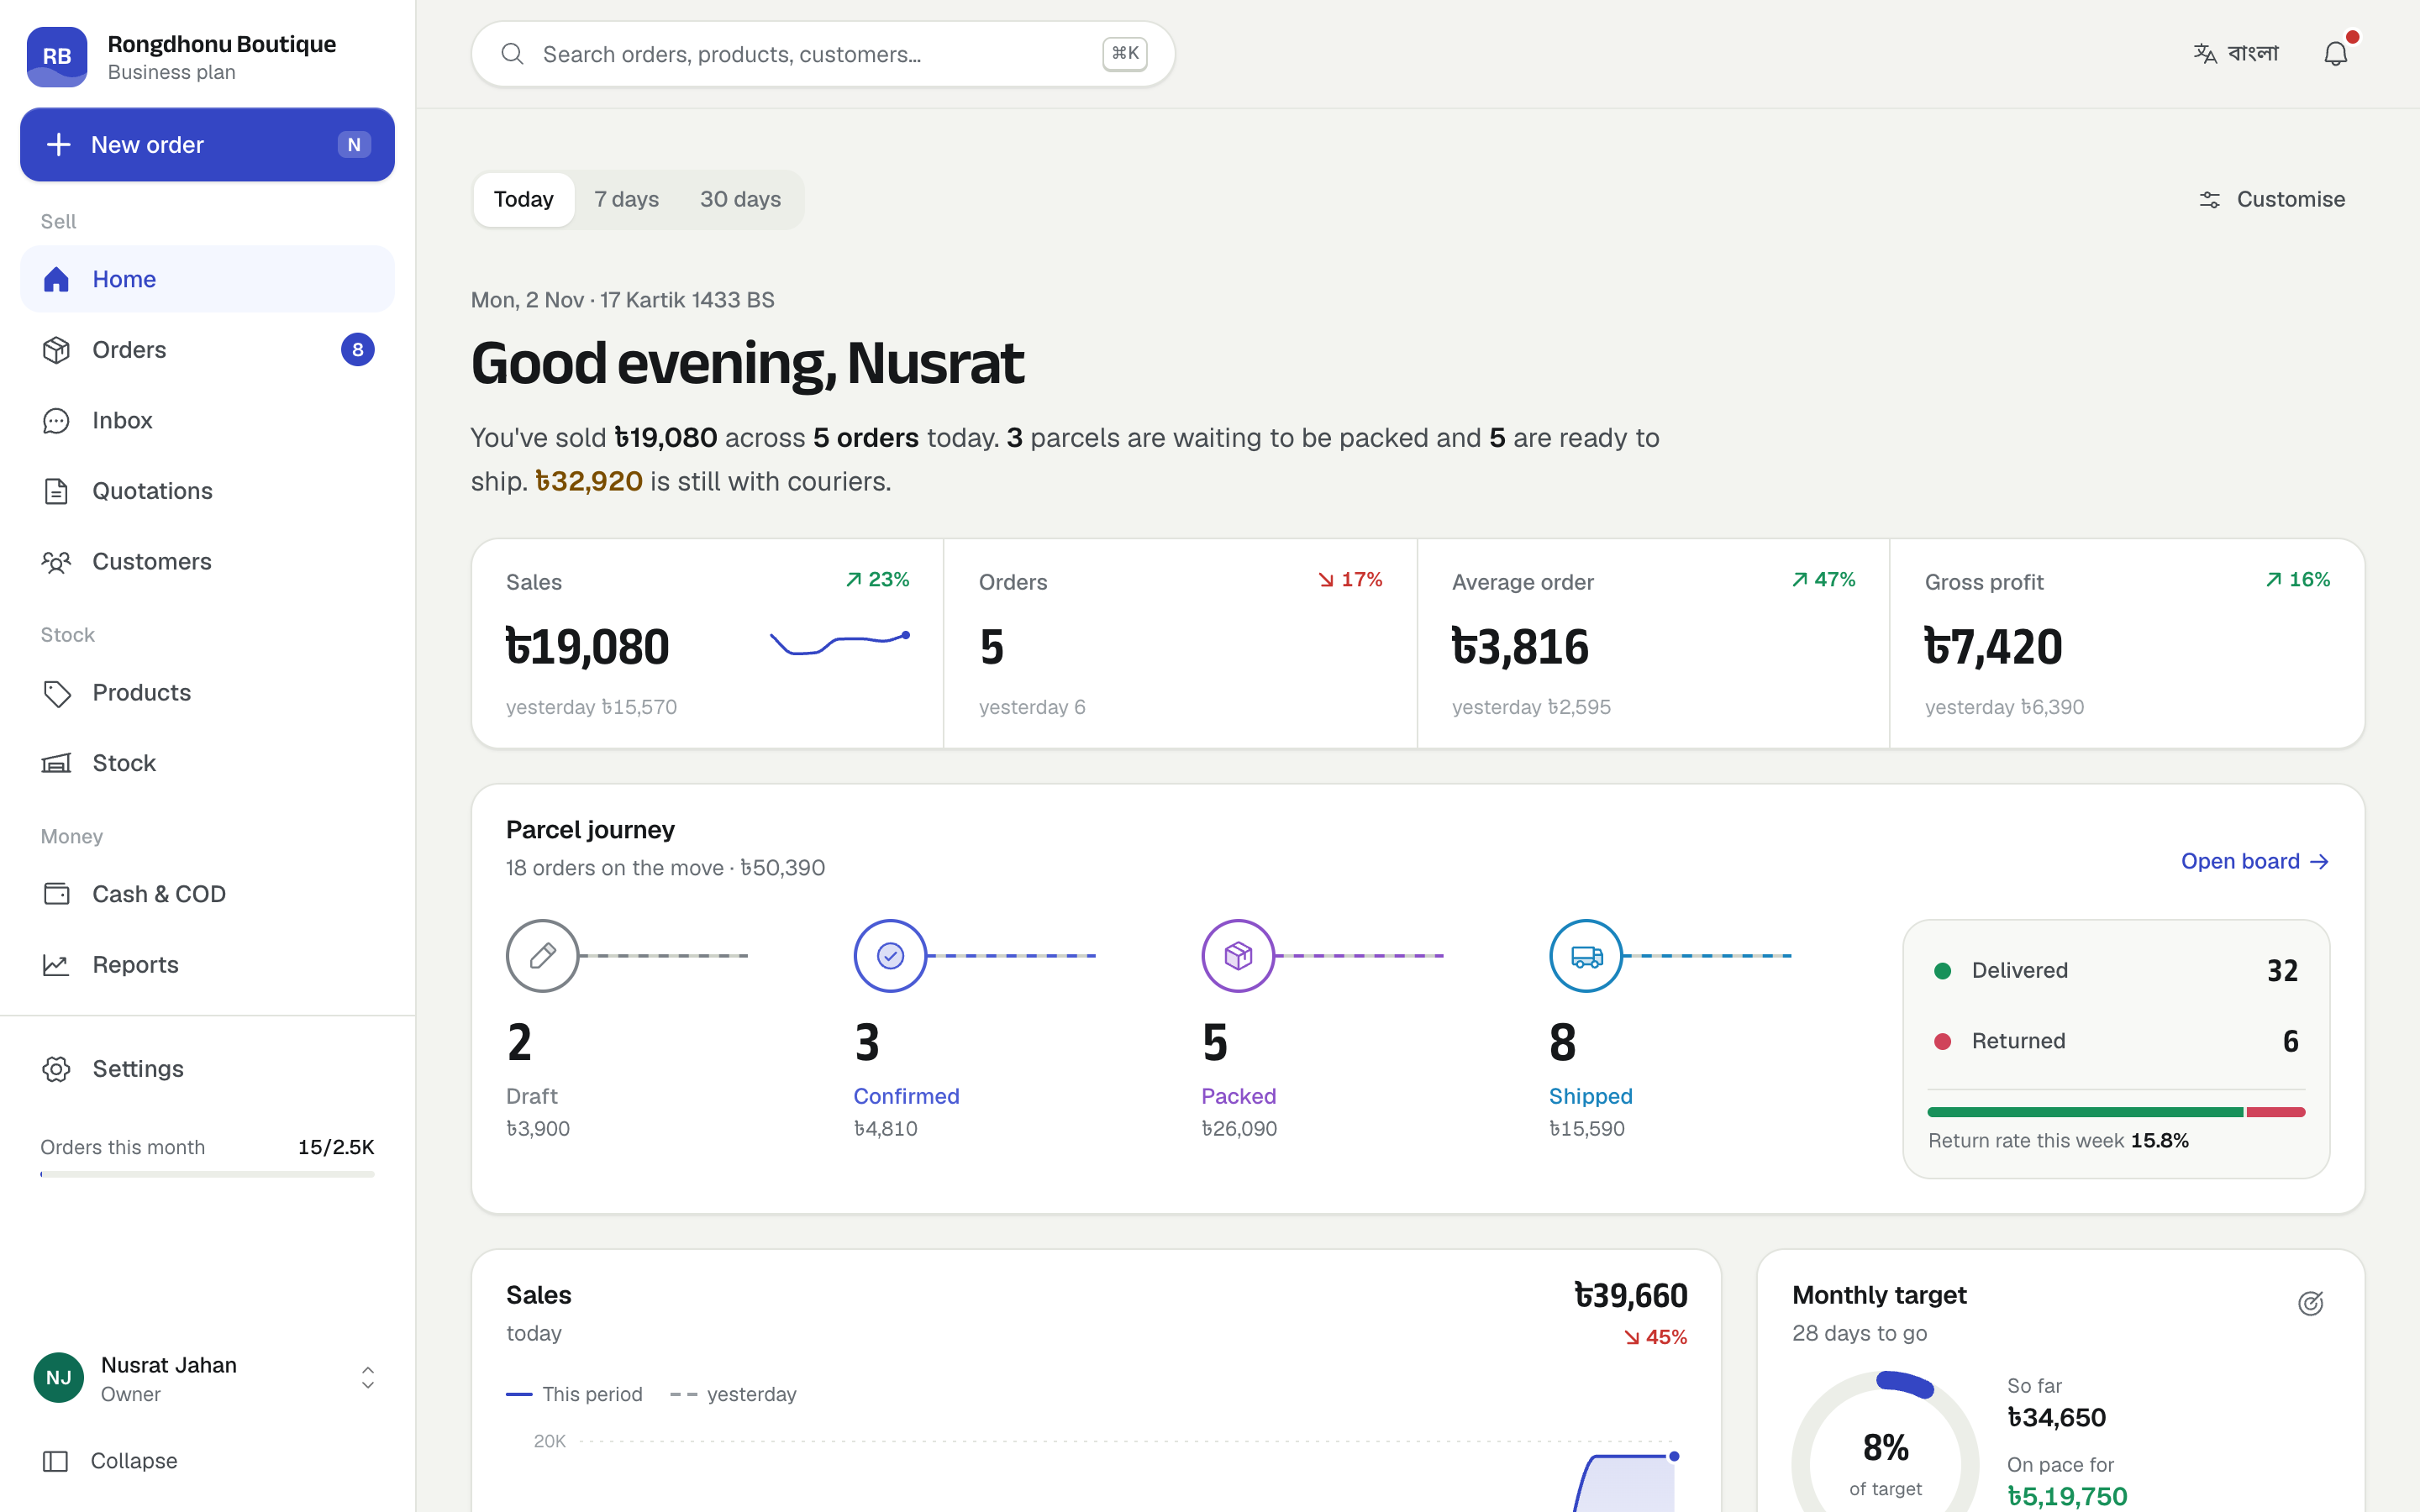 RB
Rongdhonu Boutique
Business plan
New order N
Sell
Home
Orders 8
Inbox
Quotations
Customers
Stock
Products
Stock
Money
Cash & COD
Reports
Settings
Orders this month 15/2.5K
NJ
Nusrat Jahan
Owner
Collapse
Search orders, products, customers... ⌘K
বাংলা
Today 7 days 30 days
Customise
Mon, 2 Nov · 17 Kartik 1433 BS
Good evening, Nusrat
You've sold ৳19,080 across 5 orders today. 3 parcels are waiting to be packed and 5 are ready to
ship. ৳32,920 is still with couriers.
Sales 23%
৳19,080
yesterday ৳15,570
Orders 17%
5
yesterday 6
Average order 47%
৳3,816
yesterday ৳2,595
Gross profit 16%
৳7,420
yesterday ৳6,390
Parcel journey
18 orders on the move · ৳50,390
Open board →
2
Draft
৳3,900
3
Confirmed
৳4,810
5
Packed
৳26,090
8
Shipped
৳15,590
Delivered 32
Returned 6
Return rate this week 15.8%
Sales
today
৳39,660
45%
This period yesterday
20K
Monthly target
28 days to go
8%
of target
So far
৳34,650
On pace for
৳5,19,750